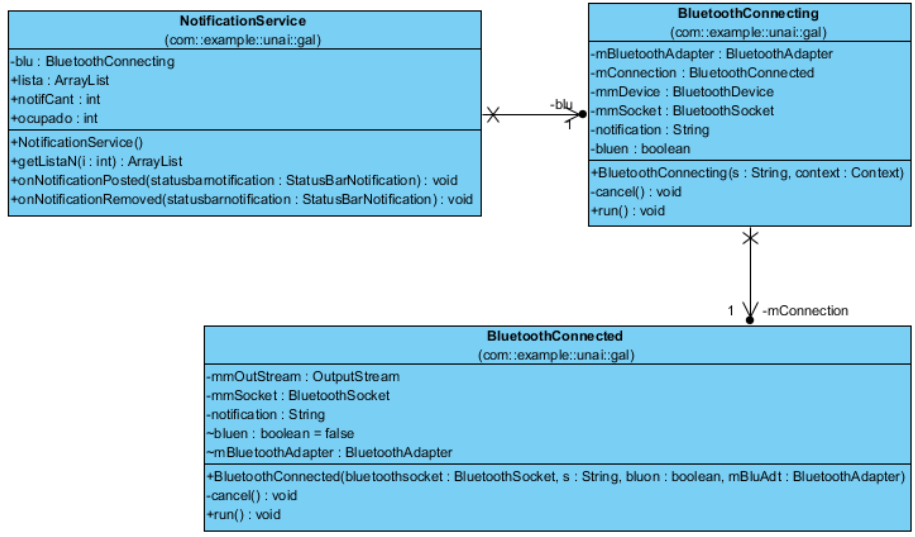 NotificationService
(com::example::unai::gal)
-blu : BluetoothConnecting
+lista : ArrayList
+notifCant : int
+ocupado : int
+NotificationService()
+getListaN(i : int) : ArrayList
+onNotificationPosted(statusbarnotification : StatusBarNotification) : void
+onNotificationRemoved(statusbarnotification : StatusBarNotification) : void
-blu
1
BluetoothConnecting
(com::example::unai::gal)
-mBluetoothAdapter : BluetoothAdapter
-mConnection : BluetoothConnected
-mmDevice : BluetoothDevice
-mmSocket : BluetoothSocket
-notification : String
-bluen : boolean
+BluetoothConnecting(s : String, context : Context)
-cancel() : void
+run() : void
1
-mConnection
BluetoothConnected
(com::example::unai::gal)
-mmOutStream : OutputStream
-mmSocket : BluetoothSocket
-notification : String
~bluen : boolean = false
~mBluetoothAdapter : BluetoothAdapter
+BluetoothConnected(bluetoothsocket : BluetoothSocket, s : String, bluon : boolean, mBluAdt : BluetoothAdapter)
-cancel() : void
+run() : void